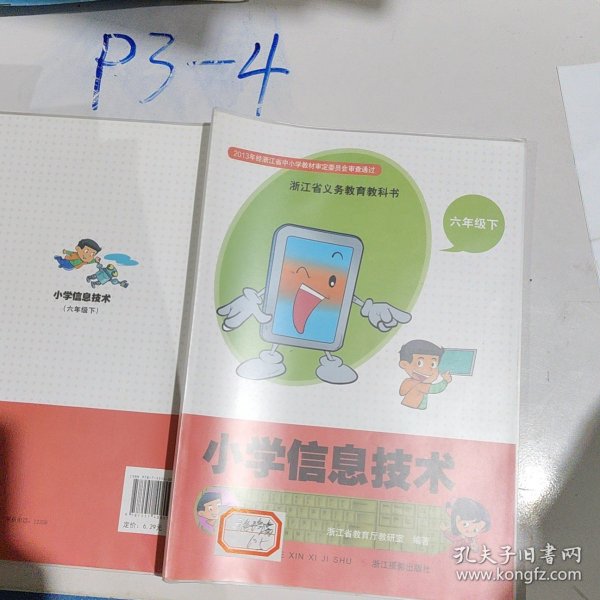 P3-4
2013年经浙江省中小学教材审定委员会审查通过
浙江省义务教育教科书
六年级下
小学信息技术
(六年级下)
小学信息技术
定价: 6.29元
浙江省教育厅教研室 编著
XIN XI JI SHU
浙江摄影出版社
孔夫子旧书网
www.kongfz.com